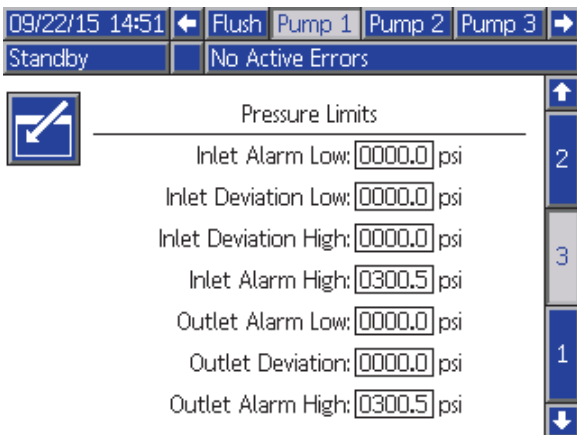 09/22/15 14:51 Flush Pump 1 Pump 2 Pump 3
Standby No Active Errors
Pressure Limits
Inlet Alarm Low: 0000.0 psi
2
Inlet Deviation Low: 0000.0 psi
Inlet Deviation High: 0000.0 psi
3
Inlet Alarm High: 0300.5 psi
Outlet Alarm Low: 0000.0 psi
1
Outlet Deviation: 0000.0 psi
Outlet Alarm High: 0300.5 psi